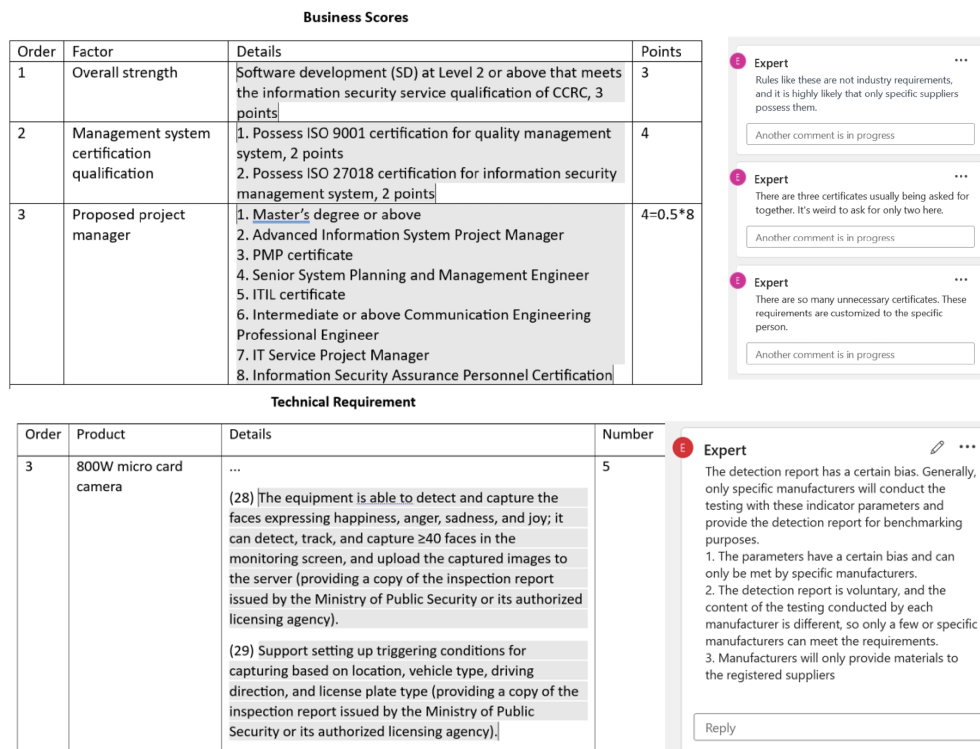 Business Scores
Order Factor Details Points
1 Overall strength Software development (SD) at Level 2 or above that meets 3
the information security service qualification of CCRC, 3
points
2 Management system 1. Possess ISO 9001 certification for quality management 4
certification system, 2 points
qualification 2. Possess ISO 27018 certification for information security
management system, 2 points
3 Proposed project 1. Master's degree or above 4=0.5*8
manager 2. Advanced Information System Project Manager
3. PMP certificate
4. Senior System Planning and Management Engineer
5. ITIL certificate
6. Intermediate or above Communication Engineering
Professional Engineer
7. IT Service Project Manager
8. Information Security Assurance Personnel Certification
E Expert ...
Rules like these are not industry requirements,
and it is highly likely that only specific suppliers
possess them.
Another comment is in progress
E Expert ...
There are three certificates usually being asked for
together. It's weird to ask for only two here.
Another comment is in progress
E Expert ...
There are so many unnecessary certificates. These
requirements are customized to the specific
person.
Another comment is in progress
Technical Requirement
Order Product Details Number
3 800W micro card ... 5
camera
(28) The equipment is able to detect and capture the
faces expressing happiness, anger, sadness, and joy; it
can detect, track, and capture ≥40 faces in the
monitoring screen, and upload the captured images to
the server (providing a copy of the inspection report
issued by the Ministry of Public Security or its authorized
licensing agency).
(29) Support setting up triggering conditions for
capturing based on location, vehicle type, driving
direction, and license plate type (providing a copy of the
inspection report issued by the Ministry of Public
Security or its authorized licensing agency).
E Expert ...
The detection report has a certain bias. Generally,
only specific manufacturers will conduct the
testing with these indicator parameters and
provide the detection report for benchmarking
purposes.
1. The parameters have a certain bias and can
only be met by specific manufacturers.
2. The detection report is voluntary, and the
content of the testing conducted by each
manufacturer is different, so only a few or specific
manufacturers can meet the requirements.
3. Manufacturers will only provide materials to
the registered suppliers
Reply